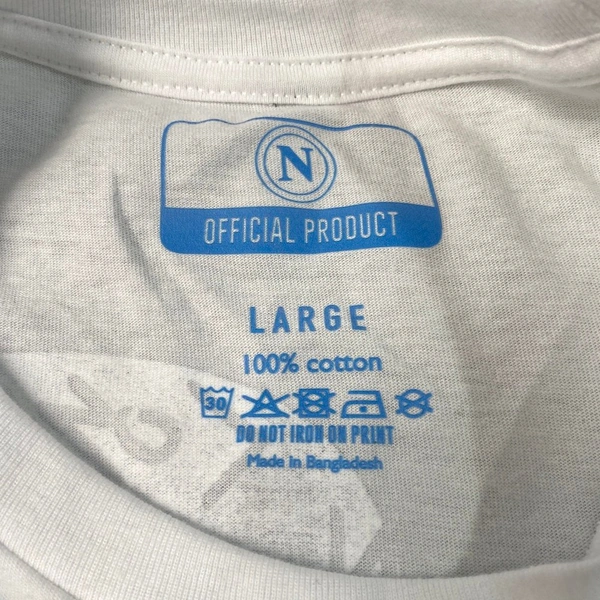 N
OFFICIAL PRODUCT
LARGE
100% cotton
30
DO NOT IRON ON PRINT
Made in Bangladesh